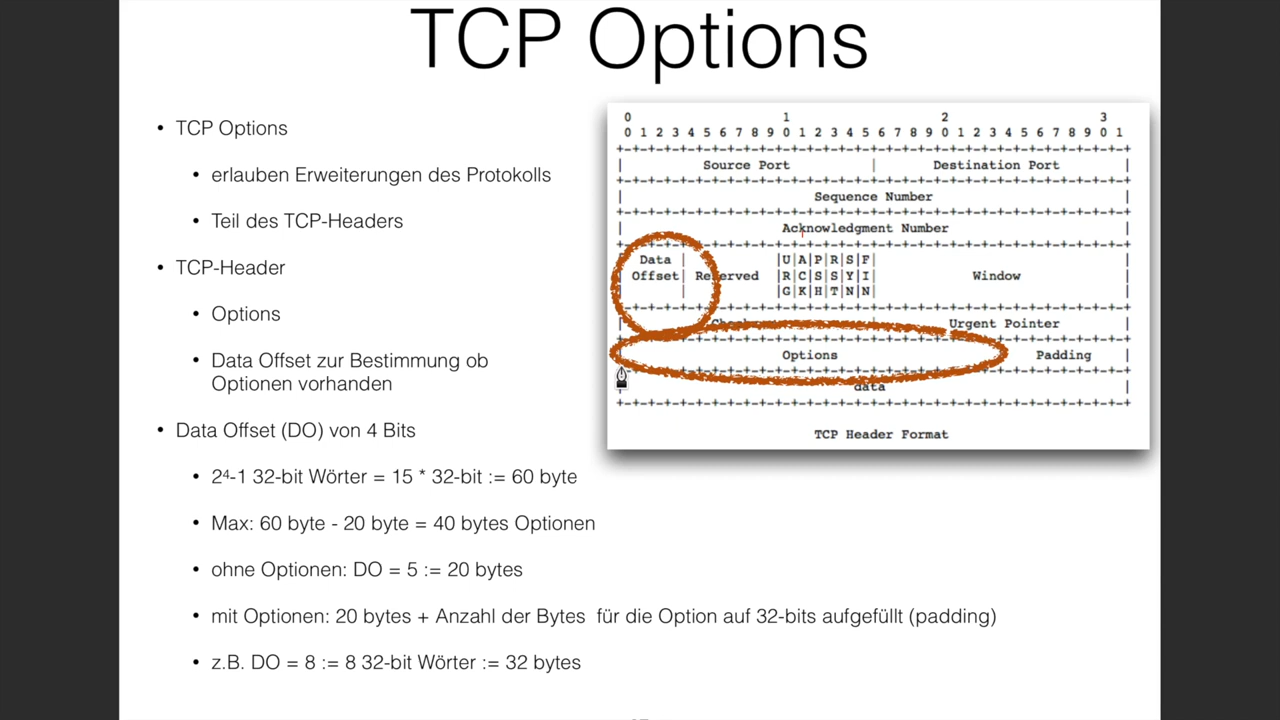 TCP Options
• TCP Options
• erlauben Erweiterungen des Protokolls
• Teil des TCP-Headers
• TCP-Header
• Options
• Data Offset zur Bestimmung ob
Optionen vorhanden
• Data Offset (DO) von 4 Bits
• 2⁴-1 32-bit Wörter = 15 * 32-bit := 60 byte
• Max: 60 byte - 20 byte = 40 bytes Optionen
• ohne Optionen: DO = 5 := 20 bytes
• mit Optionen: 20 bytes + Anzahl der Bytes für die Option auf 32-bits aufgefüllt (padding)
• z.B. DO = 8 := 8 32-bit Wörter := 32 bytes
0 1 2 3
0 1 2 3 4 5 6 7 8 9 0 1 2 3 4 5 6 7 8 9 0 1 2 3 4 5 6 7 8 9 0 1
Source Port | Destination Port
Sequence Number
Acknowledgment Number
Data |U|A|P|R|S|F|
Offset| Reserved |R|C|S|S|Y|I| Window
|G|K|H|T|N|N|
Urgent Pointer
Options Padding
data
TCP Header Format